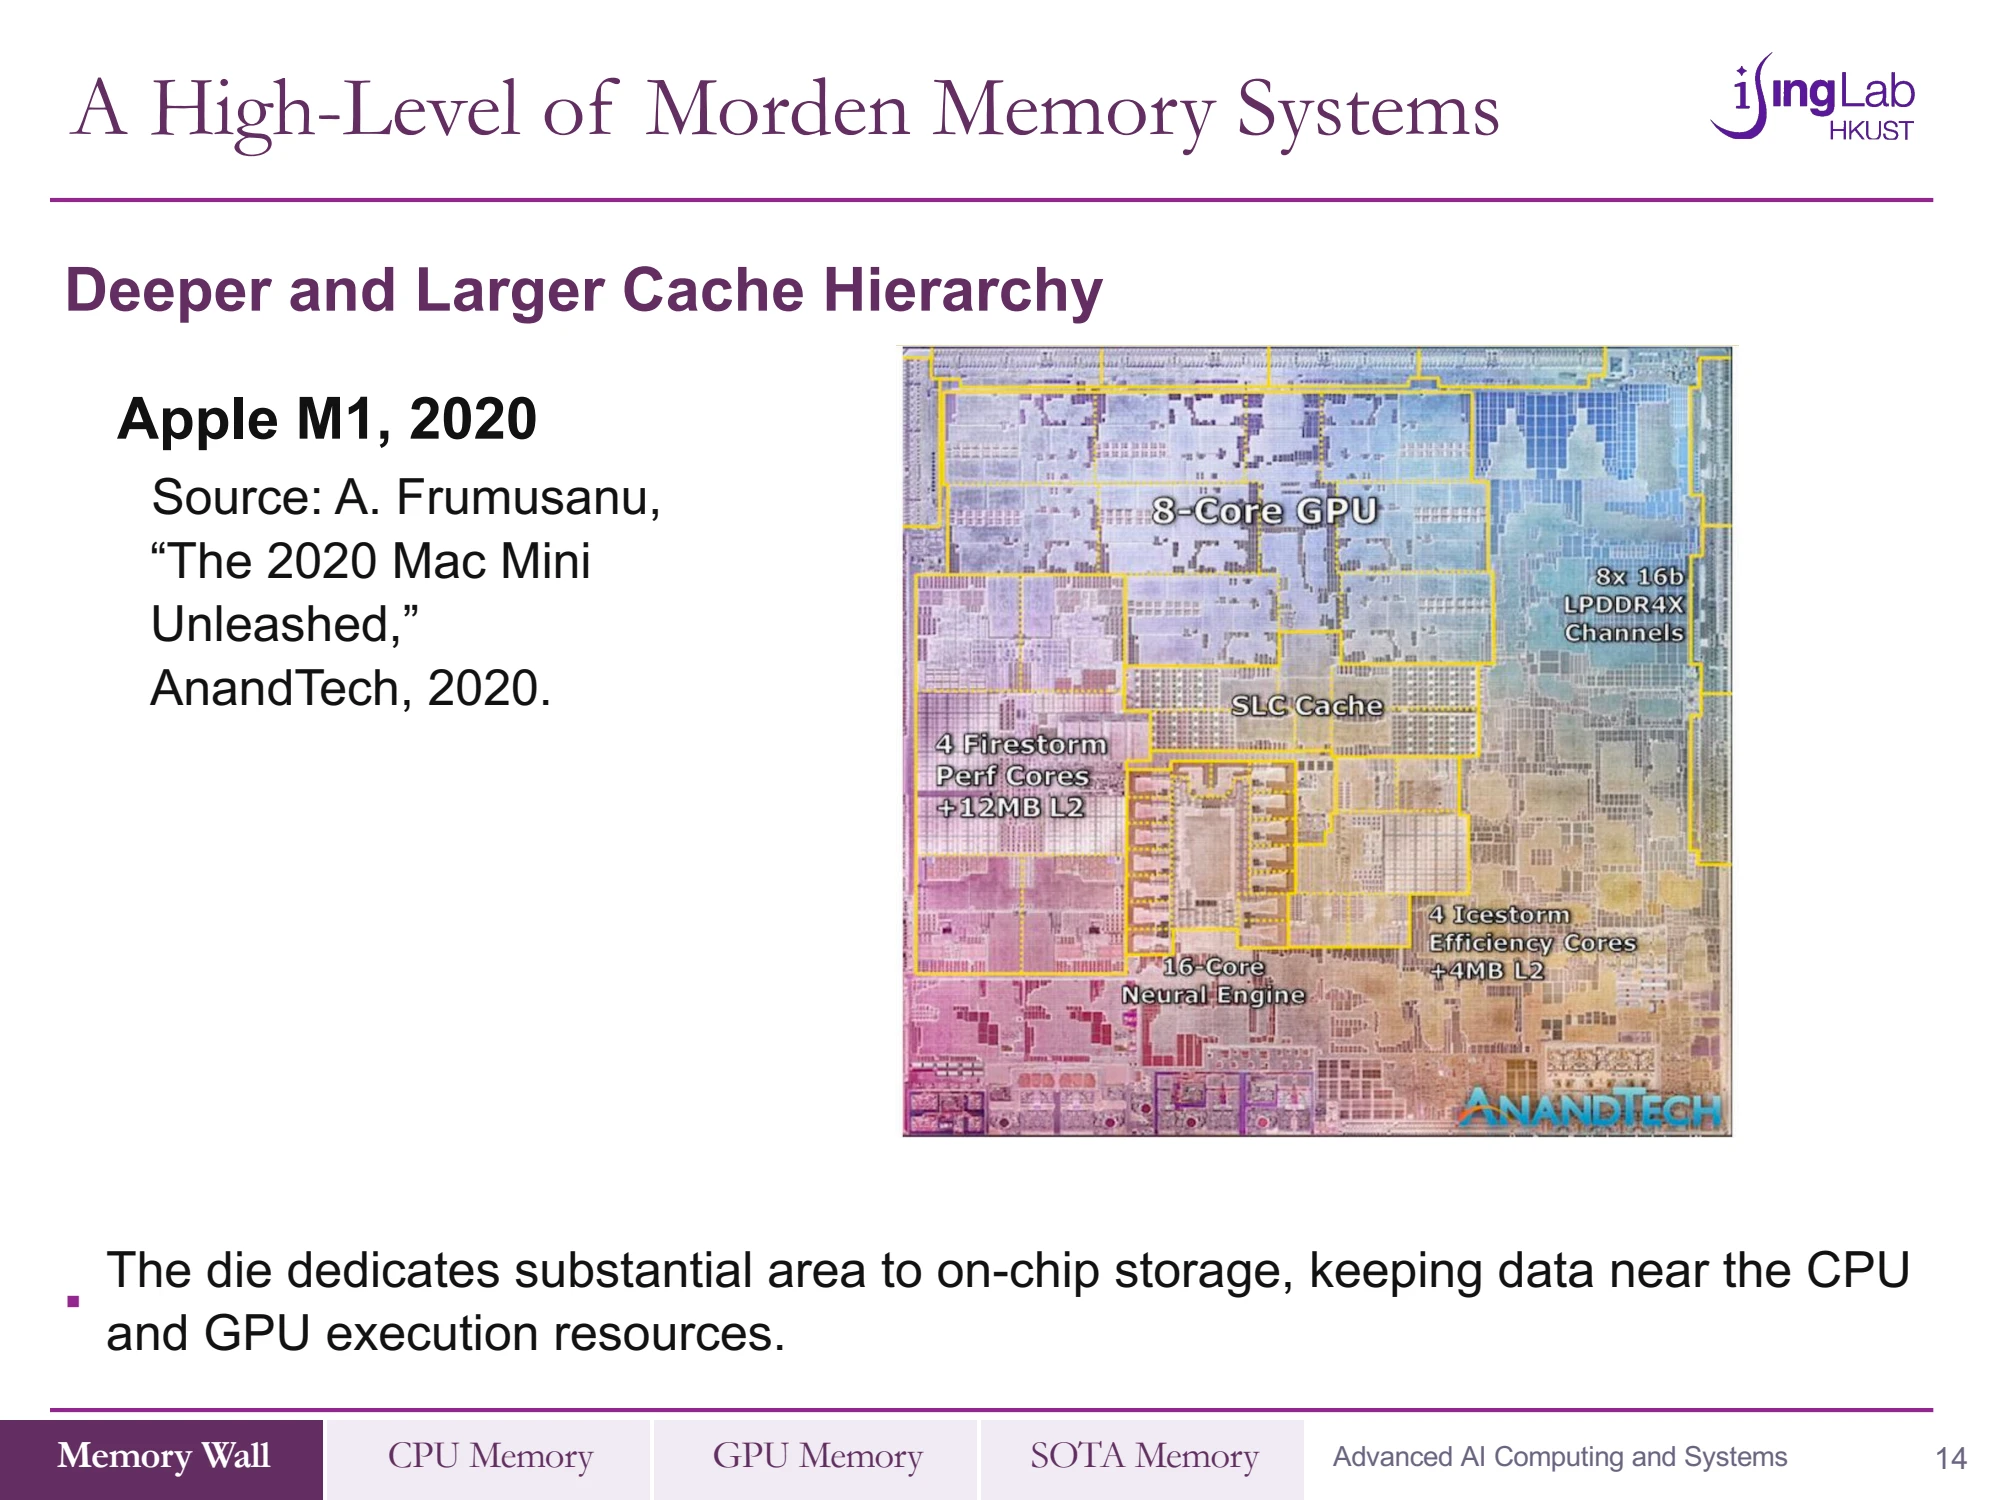 A High-Level of Morden Memory Systems
isingLab
HKUST
Deeper and Larger Cache Hierarchy
Apple M1, 2020
Source: A. Frumusanu,
“The 2020 Mac Mini
Unleashed,”
AnandTech, 2020.
8-Core GPU
8x 16b
LPDDR4X
Channels
SLC Cache
4 Firestorm
Perf Cores
+12MB L2
4 Icestorm
Efficiency Cores
+4MB L2
16-Core
Neural Engine
ANANDTECH
▪ The die dedicates substantial area to on-chip storage, keeping data near the CPU
and GPU execution resources.
Memory Wall
CPU Memory
GPU Memory
SOTA Memory
Advanced AI Computing and Systems
14